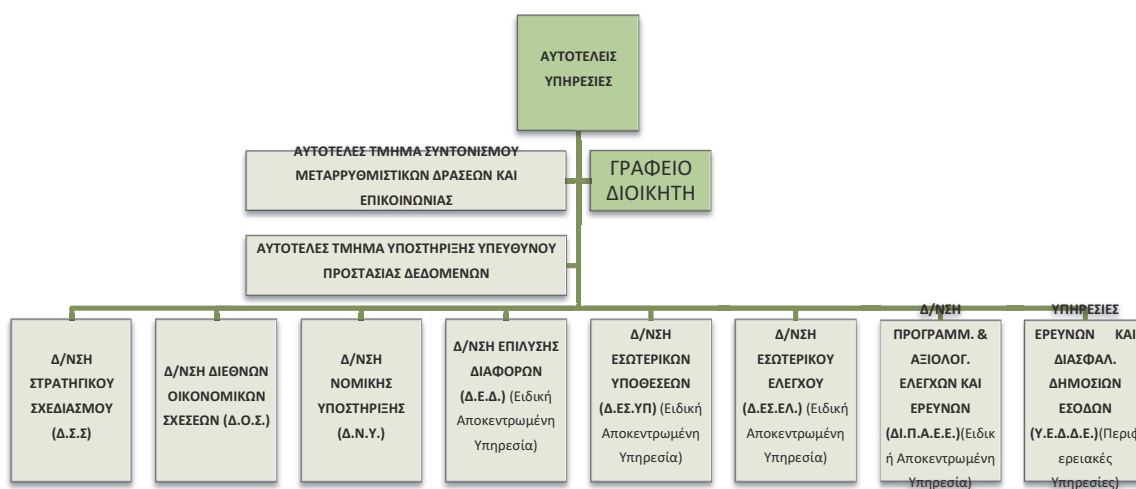 ΑΥΤΟΤΕΛΕΙΣ
ΥΠΗΡΕΣΙΕΣ
ΑΥΤΟΤΕΛΕΣ ΤΜΗΜΑ ΣΥΝΤΟΝΙΣΜΟΥ
ΜΕΤΑΡΡΥΘΜΙΣΤΙΚΩΝ ΔΡΑΣΕΩΝ ΚΑΙ
ΕΠΙΚΟΙΝΩΝΙΑΣ
ΓΡΑΦΕΙΟ
ΔΙΟΙΚΗΤΗ
ΑΥΤΟΤΕΛΕΣ ΤΜΗΜΑ ΥΠΟΣΤΗΡΙΞΗΣ ΥΠΕΥΘΥΝΟΥ
ΠΡΟΣΤΑΣΙΑΣ ΔΕΔΟΜΕΝΩΝ
Δ/ΝΣΗ
ΣΤΡΑΤΗΓΙΚΟΥ
ΣΧΕΔΙΑΣΜΟΥ
(Δ.Σ.Σ)
Δ/ΝΣΗ ΔΙΕΘΝΩΝ
ΟΙΚΟΝΟΜΙΚΩΝ
ΣΧΕΣΕΩΝ (Δ.Ο.Σ.)
Δ/ΝΣΗ
ΝΟΜΙΚΗΣ
ΥΠΟΣΤΗΡΙΞΗΣ
(Δ.Ν.Υ.)
Δ/ΝΣΗ ΕΠΙΛΥΣΗΣ
ΔΙΑΦΟΡΩΝ
(Δ.Ε.Δ.) (Ειδική
Αποκεντρωμένη
Υπηρεσία)
Δ/ΝΣΗ
ΕΣΩΤΕΡΙΚΩΝ
ΥΠΟΘΕΣΕΩΝ
(Δ.ΕΣ.ΥΠ) (Ειδική
Αποκεντρωμένη
Υπηρεσία)
Δ/ΝΣΗ
ΕΣΩΤΕΡΙΚΟΥ
ΕΛΕΓΧΟΥ
(Δ.ΕΣ.ΕΛ.) (Ειδική
Αποκεντρωμένη
Υπηρεσία)
Δ/ΝΣΗ
ΠΡΟΓΡΑΜΜ. &
ΑΞΙΟΛΟΓ.
ΕΛΕΓΧΩΝ ΚΑΙ
ΕΡΕΥΝΩΝ
(ΔΙ.Π.Α.Ε.Ε.)(Ειδικ
ή Αποκεντρωμένη
Υπηρεσία)
ΥΠΗΡΕΣΙΕΣ
ΕΡΕΥΝΩΝ ΚΑΙ
ΔΙΑΣΦΑΛ.
ΔΗΜΟΣΙΩΝ
ΕΣΟΔΩΝ
(Υ.Ε.Δ.Δ.Ε.)(Περιφ
ερειακές
Υπηρεσίες)